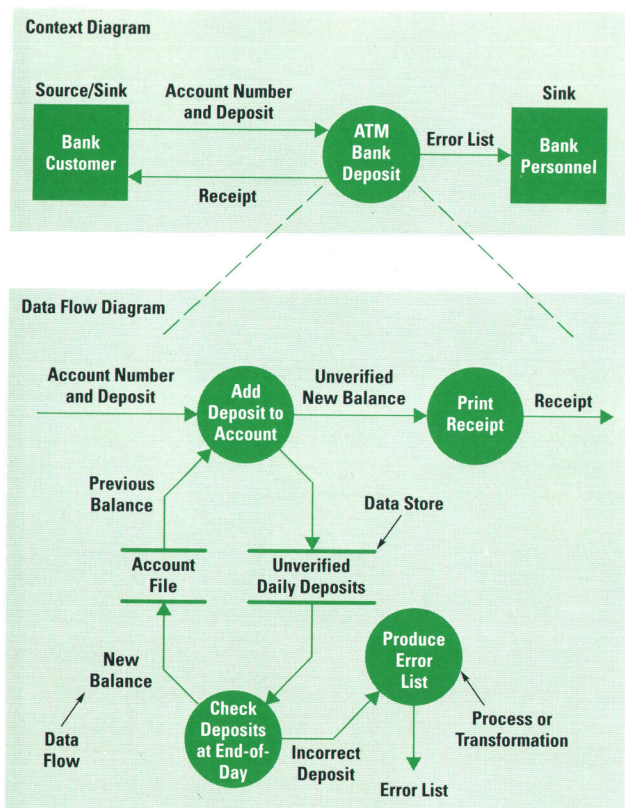 Context Diagram
Source/Sink
Account Number
and Deposit
Sink
Bank
Customer
ATM
Bank
Deposit
Error List
Bank
Personnel
Receipt
Data Flow Diagram
Account Number
and Deposit
Add
Deposit to
Account
Unverified
New Balance
Print
Receipt
Receipt
Previous
Balance
Data Store
Account
File
Unverified
Daily Deposits
Produce
Error
List
New
Balance
Check
Deposits
at End-of-
Day
Process or
Transformation
Data
Flow
Incorrect
Deposit
Error List